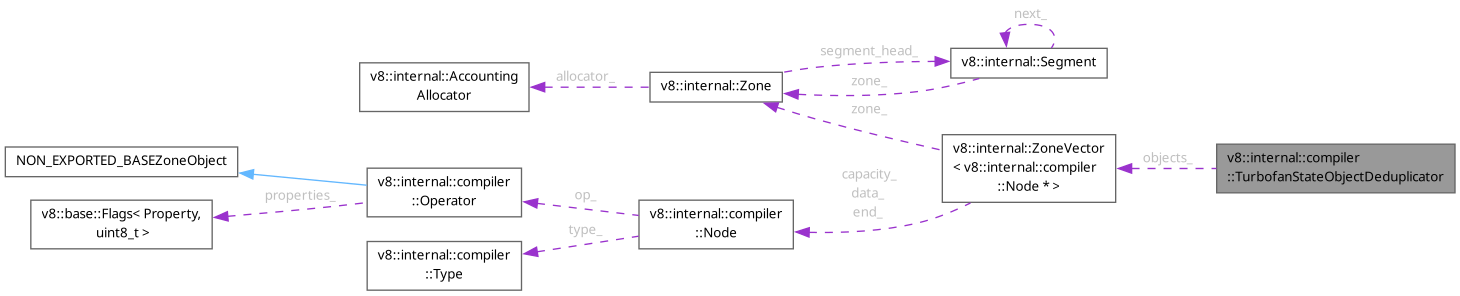 next_
segment_head_
v8::internal::Segment
v8::internal::Accounting
Allocator
allocator_
v8::internal::Zone
zone_
zone_
v8::internal::ZoneVector
< v8::internal::compiler
::Node * >
objects_
v8::internal::compiler
::TurbofanStateObjectDeduplicator
NON_EXPORTED_BASEZoneObject
v8::internal::compiler
::Operator
properties_
v8::base::Flags< Property,
uint8_t >
op_
capacity_
data_
end_
v8::internal::compiler
::Node
type_
v8::internal::compiler
::Type